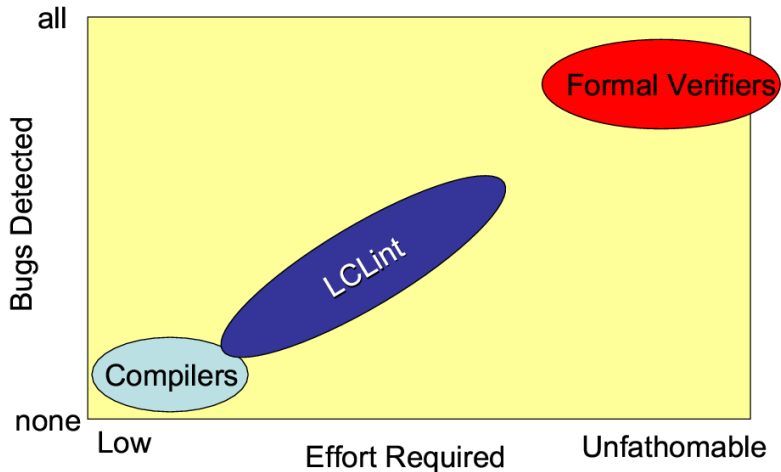 all
Formal Verifiers
Bugs Detected
LCLint
Compilers
none
Low
Effort Required
Unfathomable